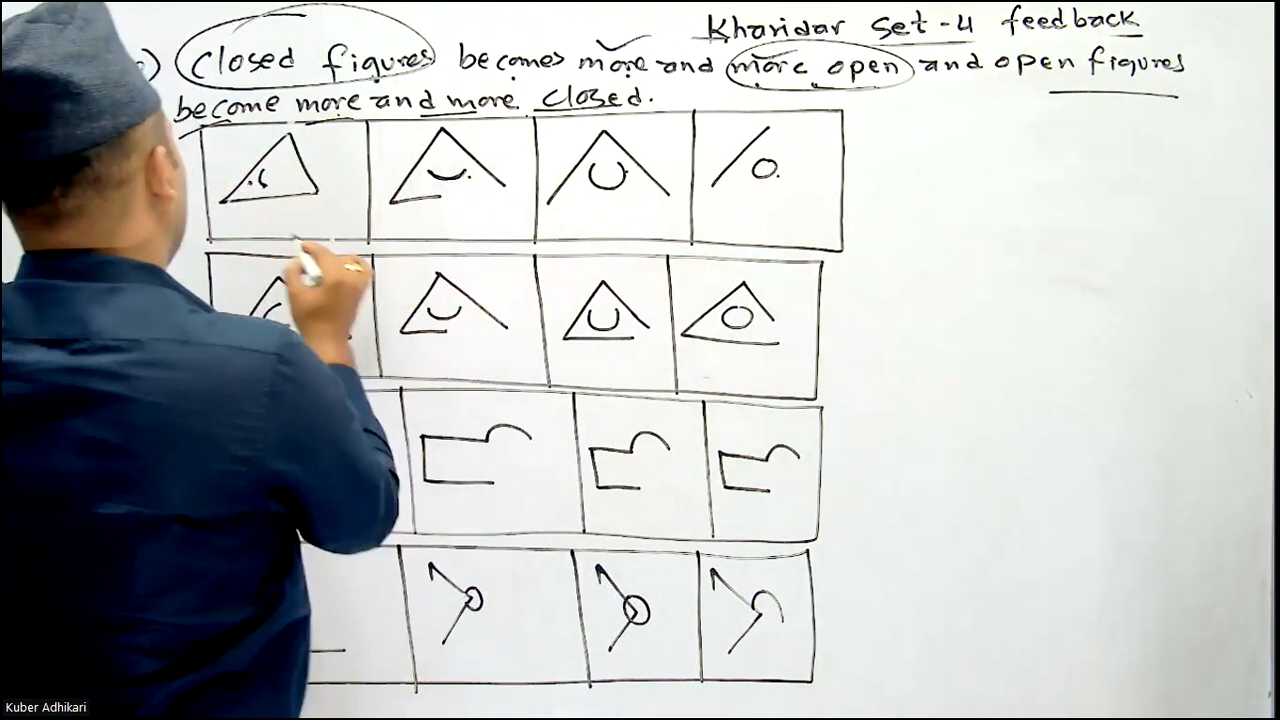 Kharidar set-4 feedback
) closed figures becomes more and more open and open figures
become more and more closed.
Kuber Adhikari